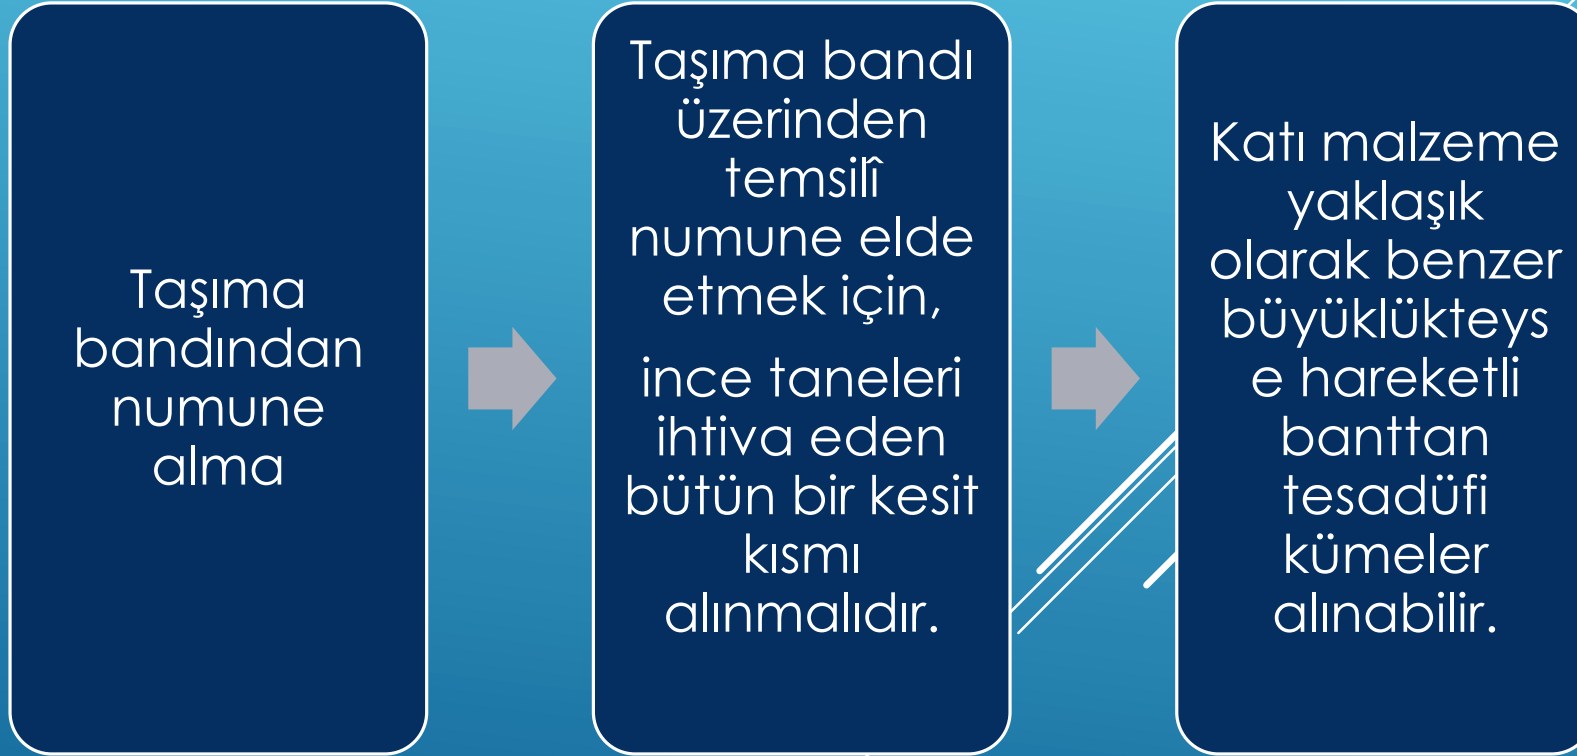 Taşıma
bandından
numune
alma
Taşıma bandı
üzerinden
temsilî
numune elde
etmek için,
ince taneleri
ihtiva eden
bütün bir kesit
kısmı
alınmalıdır.
Katı malzeme
yaklaşık
olarak benzer
büyüklükteys
e hareketli
banttan
tesadüfi
kümeler
alınabilir.